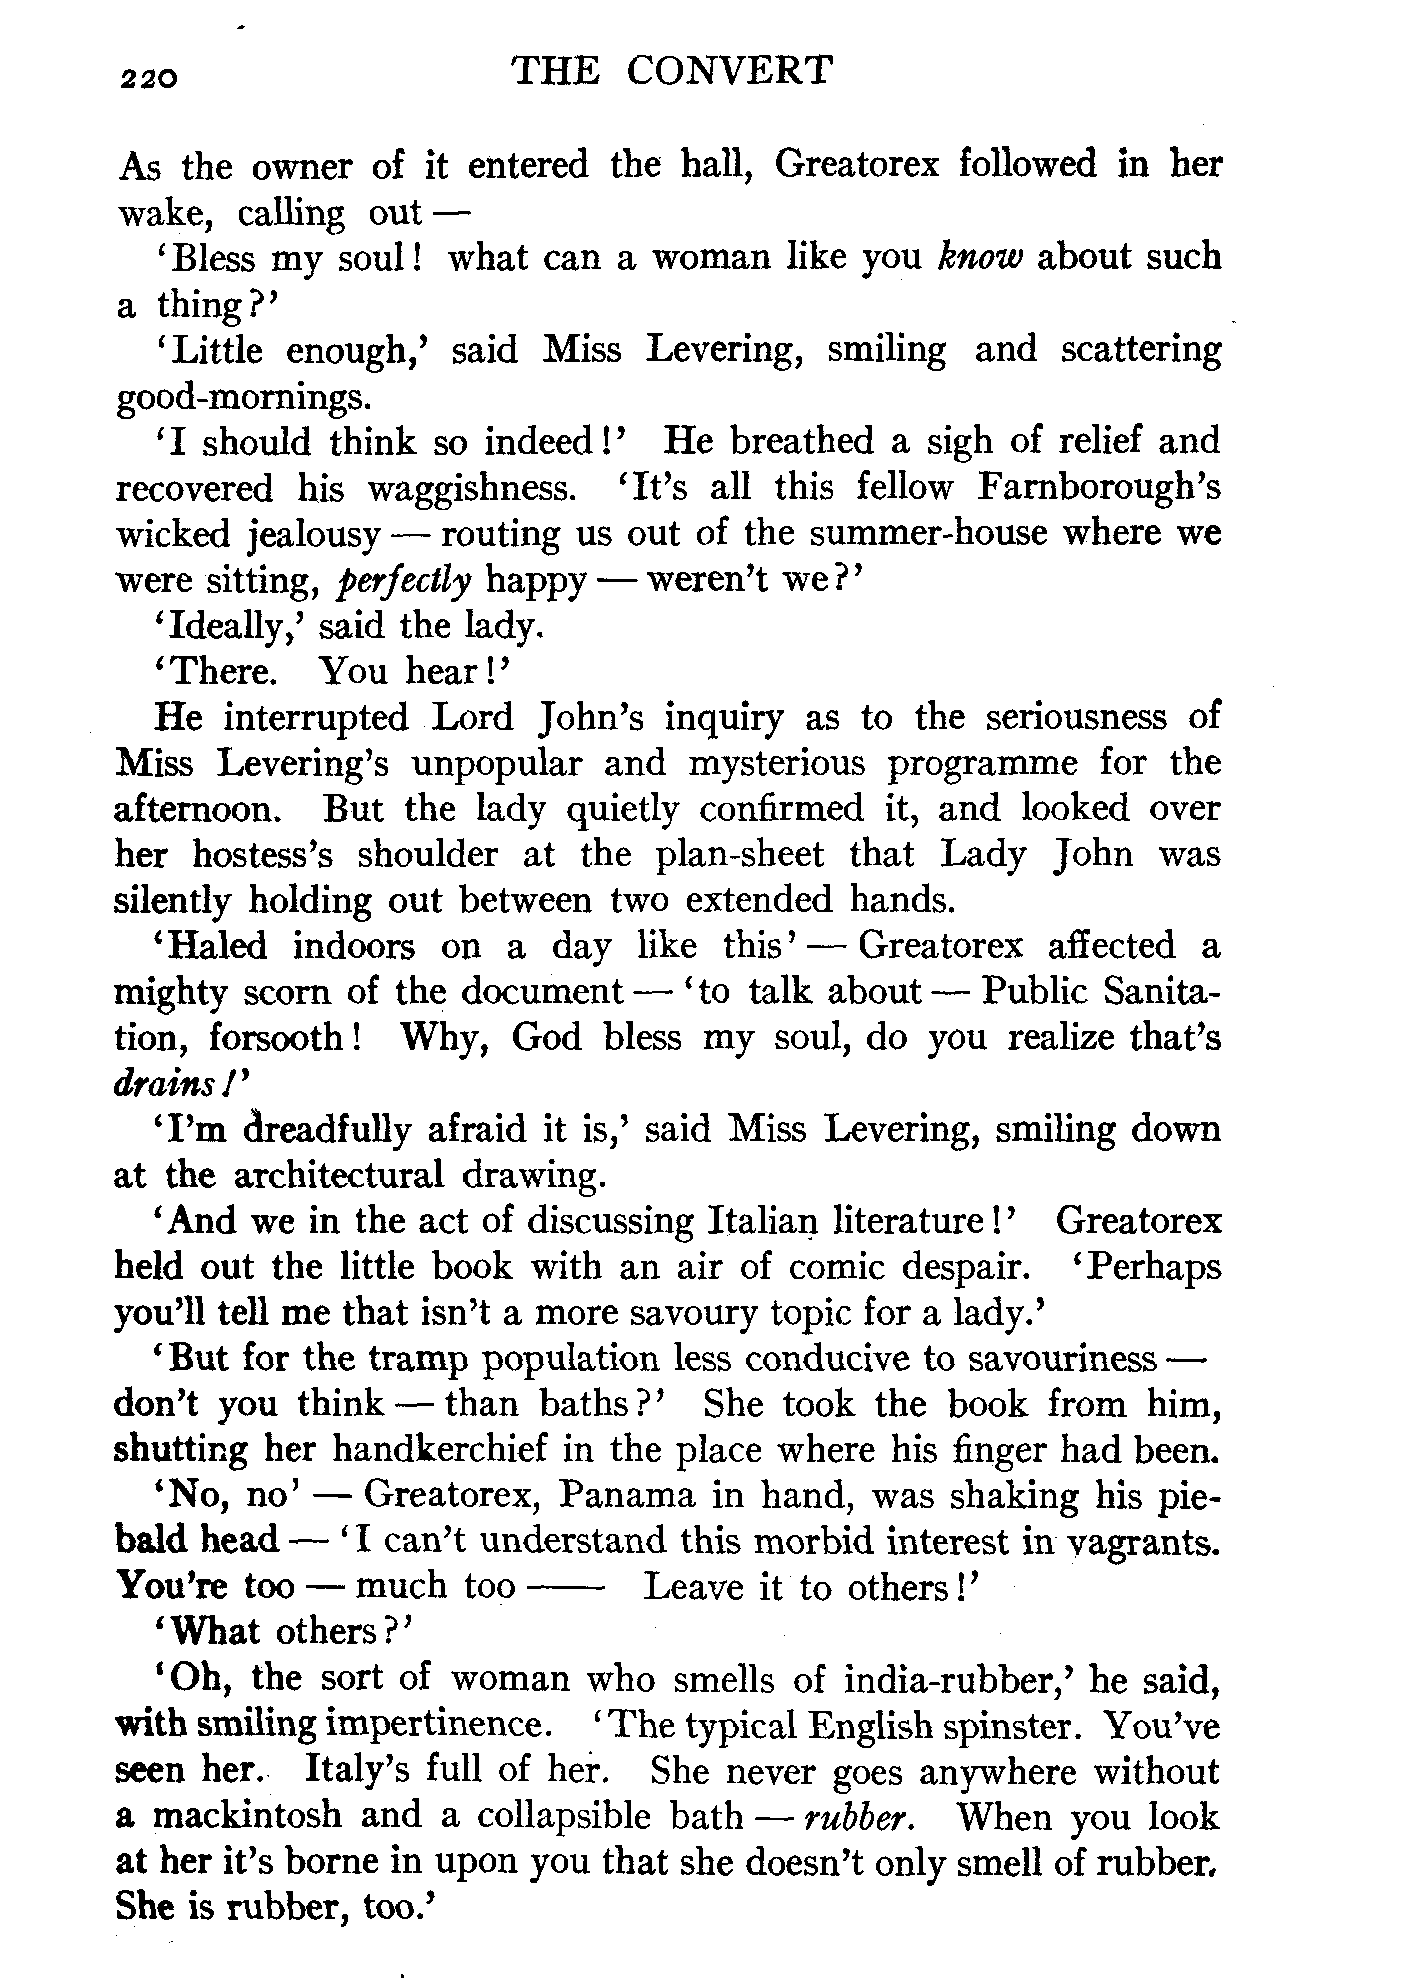 220 THE CONVERT
As the owner of it entered the hall, Greatorex followed in her
wake, calling out —
‘Bless my soul! what can a woman like you know about such
a thing?’
‘Little enough,’ said Miss Levering, smiling and scattering
good-mornings.
‘I should think so indeed!’ He breathed a sigh of relief and
recovered his waggishness. ‘It’s all this fellow Farnborough’s
wicked jealousy — routing us out of the summer-house where we
were sitting, perfectly happy — weren’t we?’
‘Ideally,’ said the lady.
‘There. You hear!’
He interrupted Lord John’s inquiry as to the seriousness of
Miss Levering’s unpopular and mysterious programme for the
afternoon. But the lady quietly confirmed it, and looked over
her hostess’s shoulder at the plan-sheet that Lady John was
silently holding out between two extended hands.
‘Haled indoors on a day like this’ — Greatorex affected a
mighty scorn of the document — ‘to talk about — Public Sanita-
tion, forsooth! Why, God bless my soul, do you realize that’s
drains!’
‘I’m dreadfully afraid it is,’ said Miss Levering, smiling down
at the architectural drawing.
‘And we in the act of discussing Italian literature!’ Greatorex
held out the little book with an air of comic despair. ‘Perhaps
you’ll tell me that isn’t a more savoury topic for a lady.’
‘But for the tramp population less conducive to savouriness —
don’t you think — than baths?’ She took the book from him,
shutting her handkerchief in the place where his finger had been.
‘No, no’ — Greatorex, Panama in hand, was shaking his pie-
bald head — ‘I can’t understand this morbid interest in vagrants.
You’re too — much too —— Leave it to others!’
‘What others?’
‘Oh, the sort of woman who smells of india-rubber,’ he said,
with smiling impertinence. ‘The typical English spinster. You’ve
seen her. Italy’s full of her. She never goes anywhere without
a mackintosh and a collapsible bath — rubber. When you look
at her it’s borne in upon you that she doesn’t only smell of rubber.
She is rubber, too.’